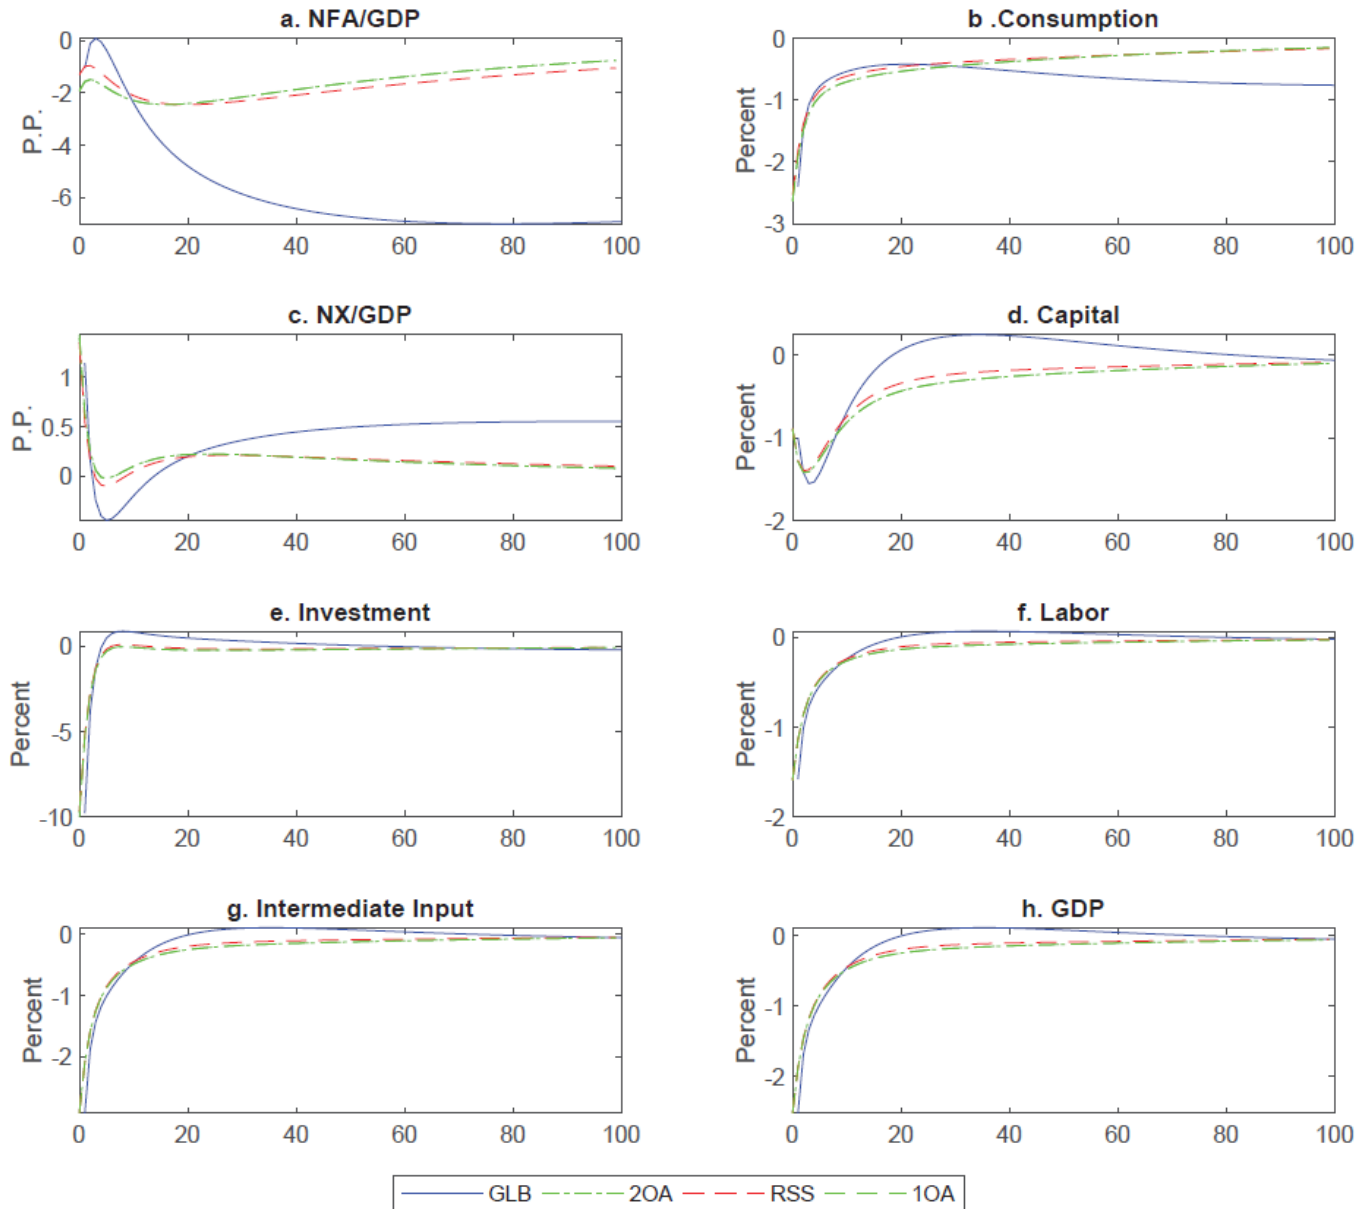 a. NFA/GDP
b .Consumption
P.P.
0
-2
-4
-6
0 20 40 60 80 100
Percent
0
-1
-2
-3
0 20 40 60 80 100
c. NX/GDP
d. Capital
P.P.
1
0.5
0
0 20 40 60 80 100
Percent
0
-1
-2
0 20 40 60 80 100
e. Investment
f. Labor
Percent
0
-5
-10
0 20 40 60 80 100
Percent
0
-1
-2
0 20 40 60 80 100
g. Intermediate Input
h. GDP
Percent
0
-1
-2
0 20 40 60 80 100
Percent
0
-1
-2
0 20 40 60 80 100
GLB 2OA RSS 1OA